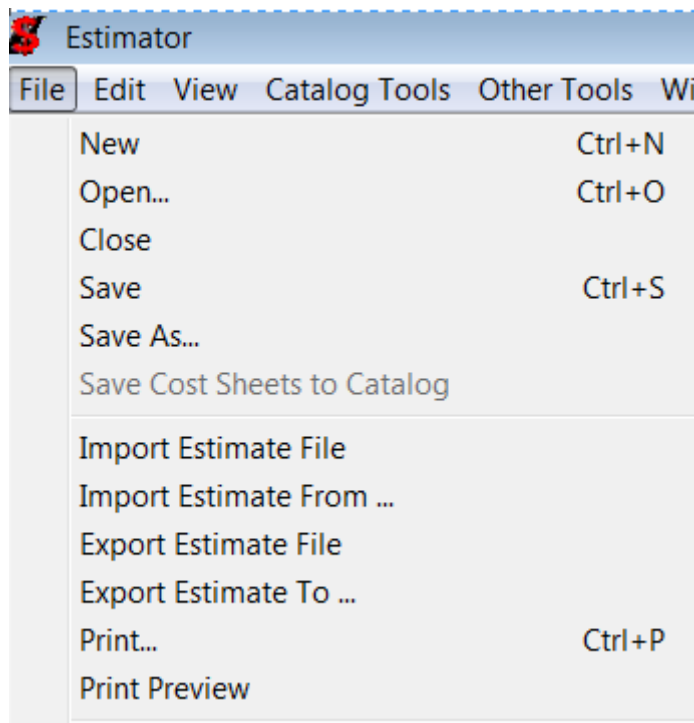 Estimator
File Edit View Catalog Tools Other Tools Wi
New Ctrl+N
Open... Ctrl+O
Close
Save Ctrl+S
Save As...
Save Cost Sheets to Catalog
Import Estimate File
Import Estimate From ...
Export Estimate File
Export Estimate To ...
Print... Ctrl+P
Print Preview